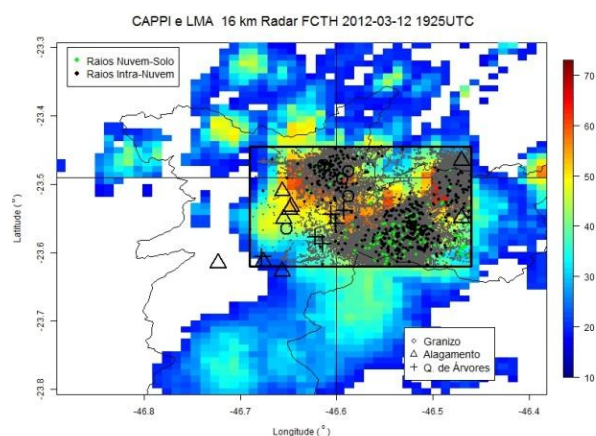 CAPPI e LMA 16 km Radar FCTH 2012-03-12 1925UTC
Raios Nuvem-Solo
Raios Intra-Nuvem
-23.3
-23.4
-23.5
-23.6
-23.7
-23.8
Latitude (°)
70
60
50
40
30
20
10
Granizo
Alagamento
Q. de Árvores
-46.8
-46.7
-46.6
-46.5
-46.4
Longitude (°)